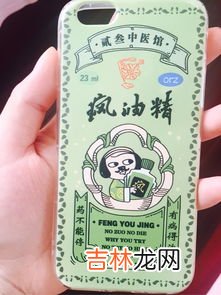 贰叁中医馆
23 ml
orz
疯油精
疯
药不能停
有病得
FENG YOU JING
NO ZUO NO DIE
WHY YOU TRY
吉林龙网